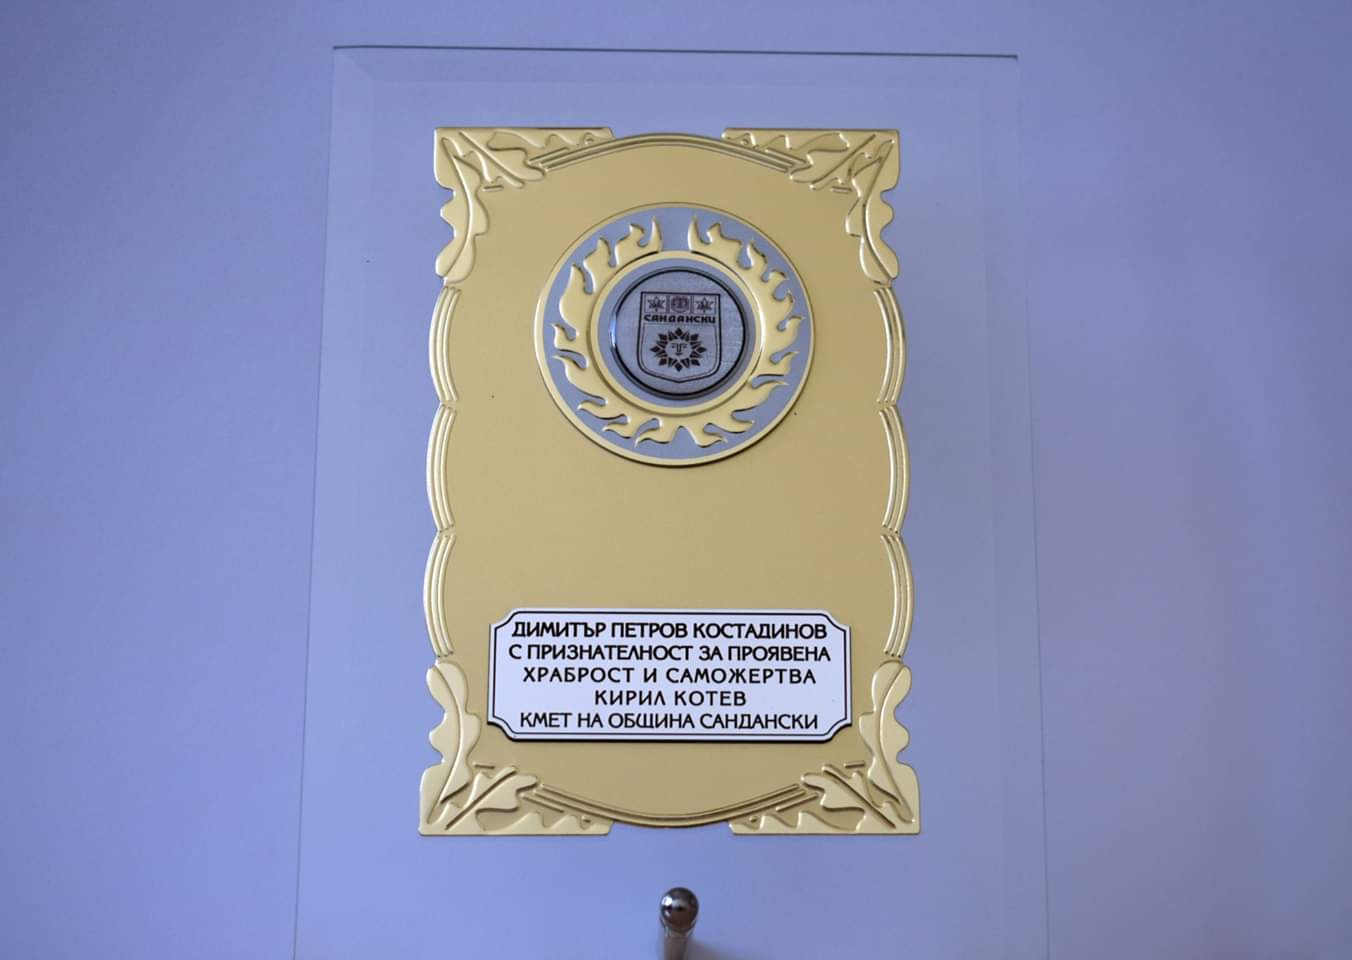 САНДАНСКИ
ДИМИТЪР ПЕТРОВ КОСТАДИНОВ
С ПРИЗНАТЕЛНОСТ ЗА ПРОЯВЕНА
ХРАБРОСТ И САМОЖЕРТВА
КИРИЛ КОТЕВ
КМЕТ НА ОБЩИНА САНДАНСКИ